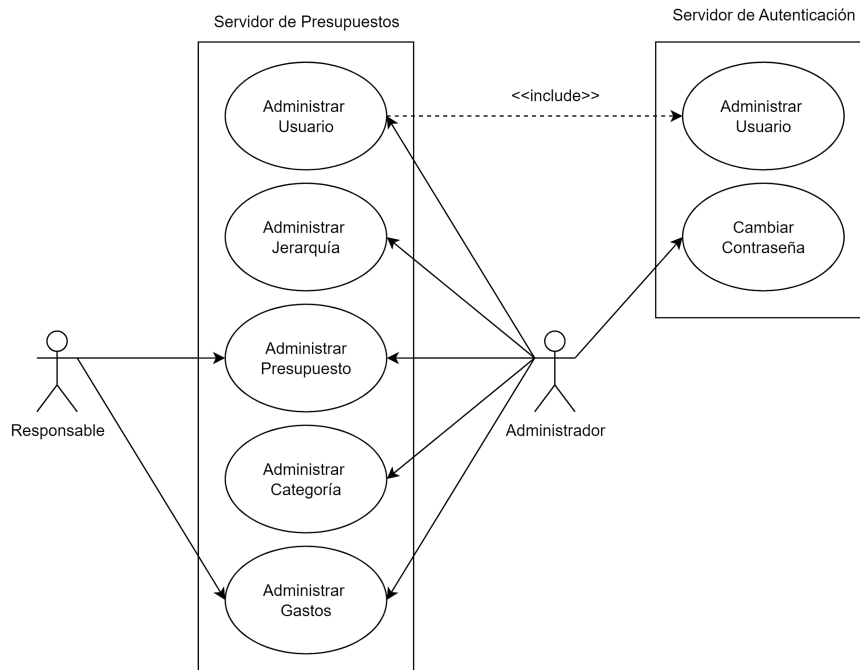 Servidor de Presupuestos
Servidor de Autenticación
Administrar
Usuario
<<include>>
Administrar
Usuario
Administrar
Jerarquía
Cambiar
Contraseña
Administrar
Presupuesto
Responsable
Administrador
Administrar
Categoría
Administrar
Gastos